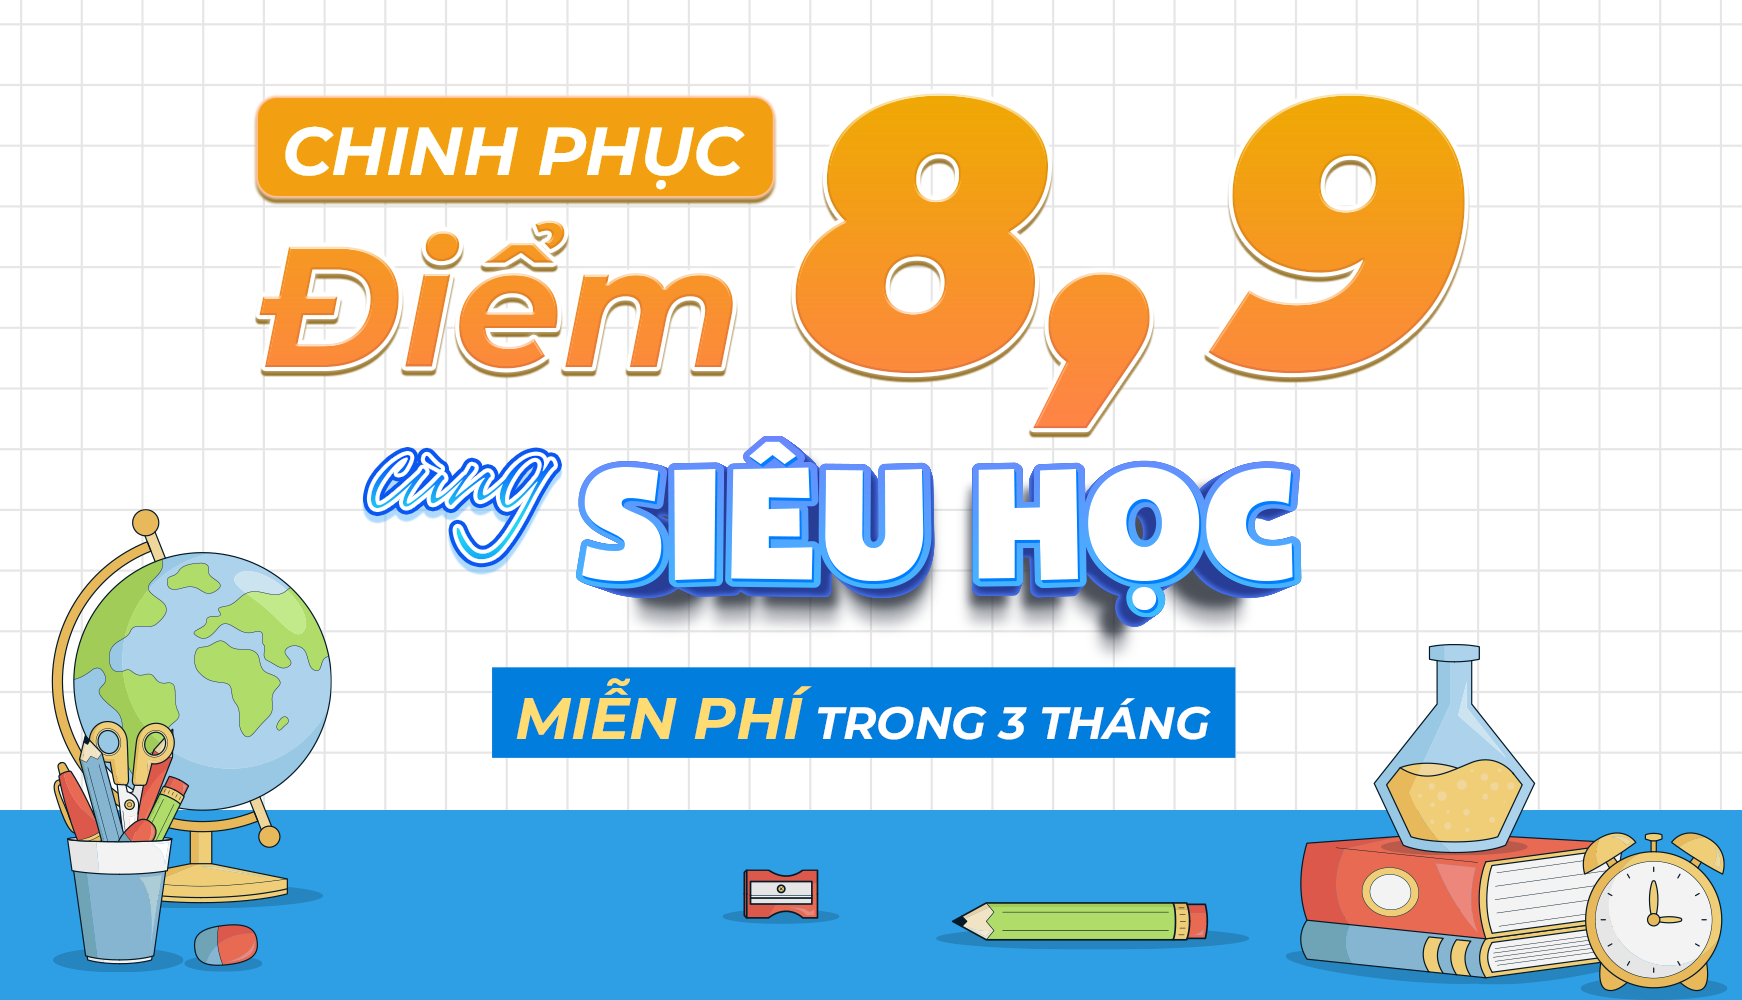 CHINH PHỤC
Điểm 8,9
cùng SIÊU HỌC
MIỄN PHÍ TRONG 3 THÁNG